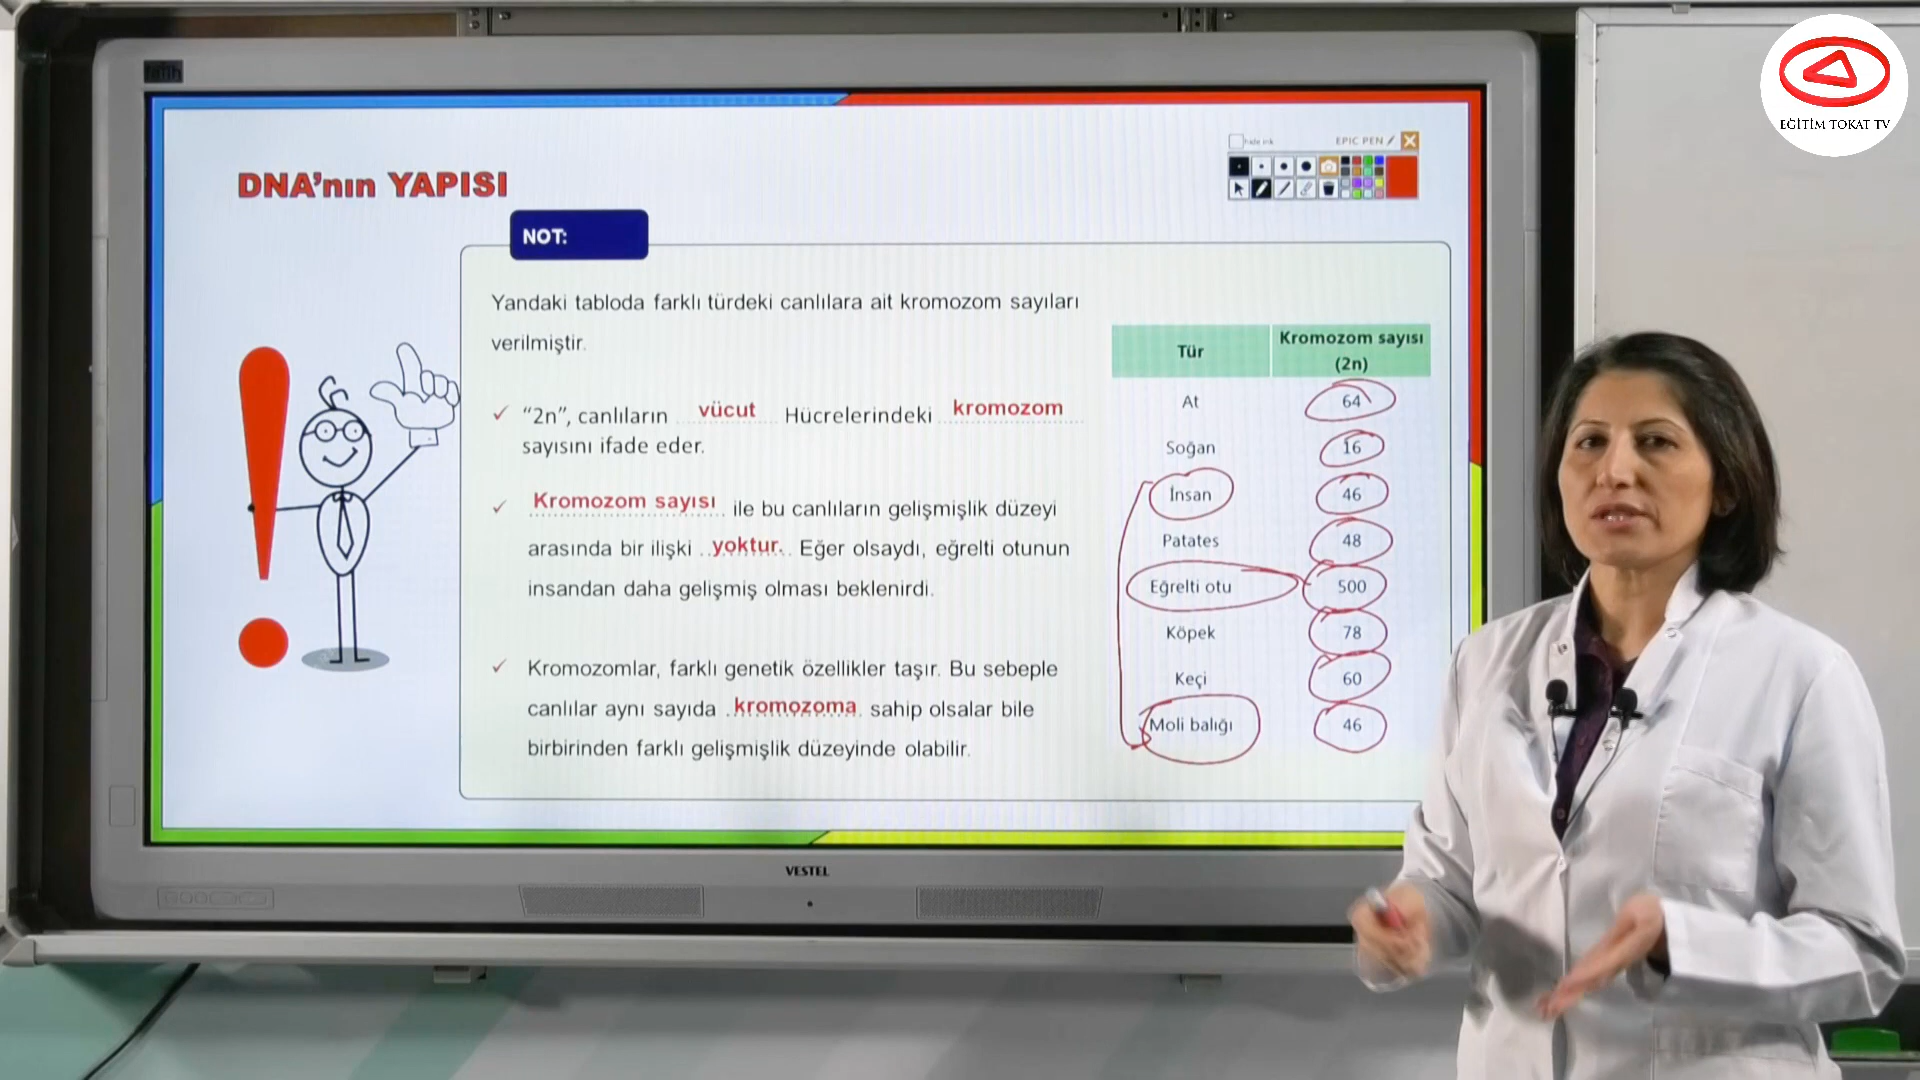 fatih
EĞİTİM TOKAT TV
hide ink
EPIC PEN
DNA’nın YAPISI
NOT:
Yandaki tabloda farklı türdeki canlılara ait kromozom sayıları
verilmiştir.
✓ “2n”, canlıların vücut Hücrelerindeki kromozom
sayısını ifade eder.
✓ Kromozom sayısı ile bu canlıların gelişmişlik düzeyi
arasında bir ilişki yoktur. Eğer olsaydı, eğrelti otunun
insandan daha gelişmiş olması beklenirdi.
✓ Kromozomlar, farklı genetik özellikler taşır. Bu sebeple
canlılar aynı sayıda kromozoma sahip olsalar bile
birbirinden farklı gelişmişlik düzeyinde olabilir.
Tür Kromozom sayısı
(2n)
At 64
Soğan 16
İnsan 46
Patates 48
Eğrelti otu 500
Köpek 78
Keçi 60
Moli balığı 46
VESTEL